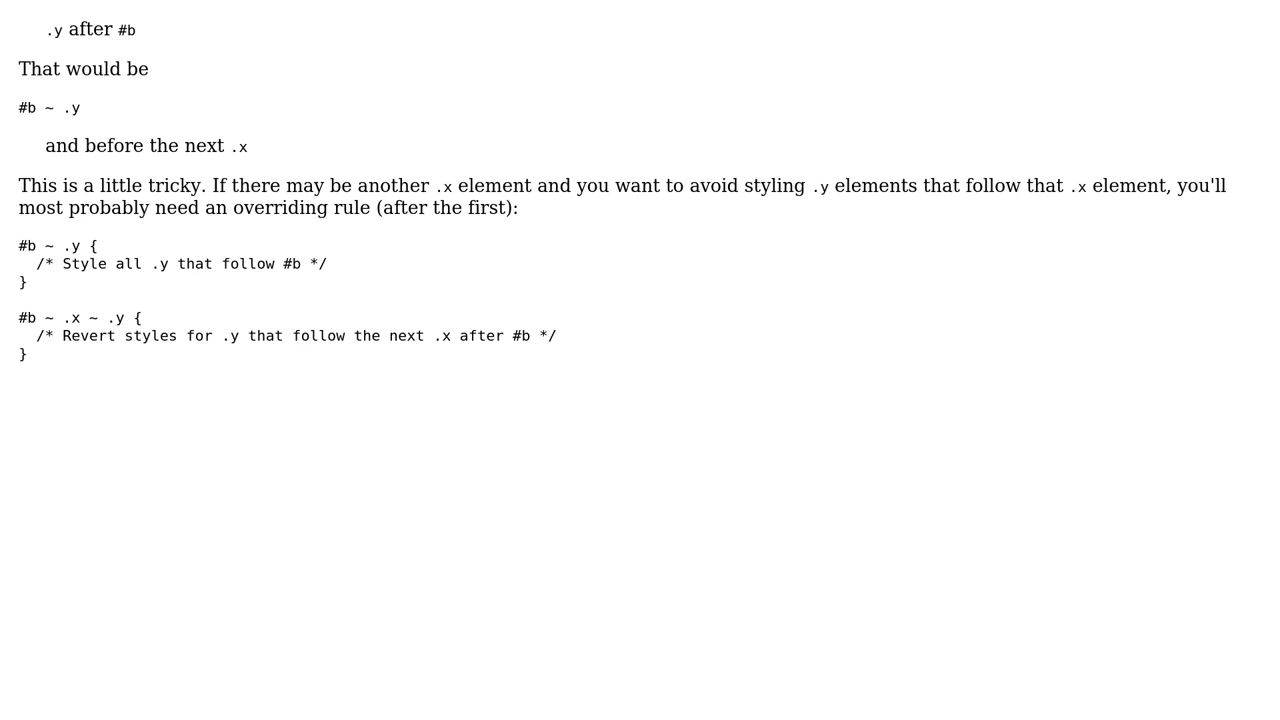 .y after #b
That would be
#b ~ .y
and before the next .x
This is a little tricky. If there may be another .x element and you want to avoid styling .y elements that follow that .x element, you'll
most probably need an overriding rule (after the first):
#b ~ .y {
  /* Style all .y that follow #b */
}
#b ~ .x ~ .y {
  /* Revert styles for .y that follow the next .x after #b */
}